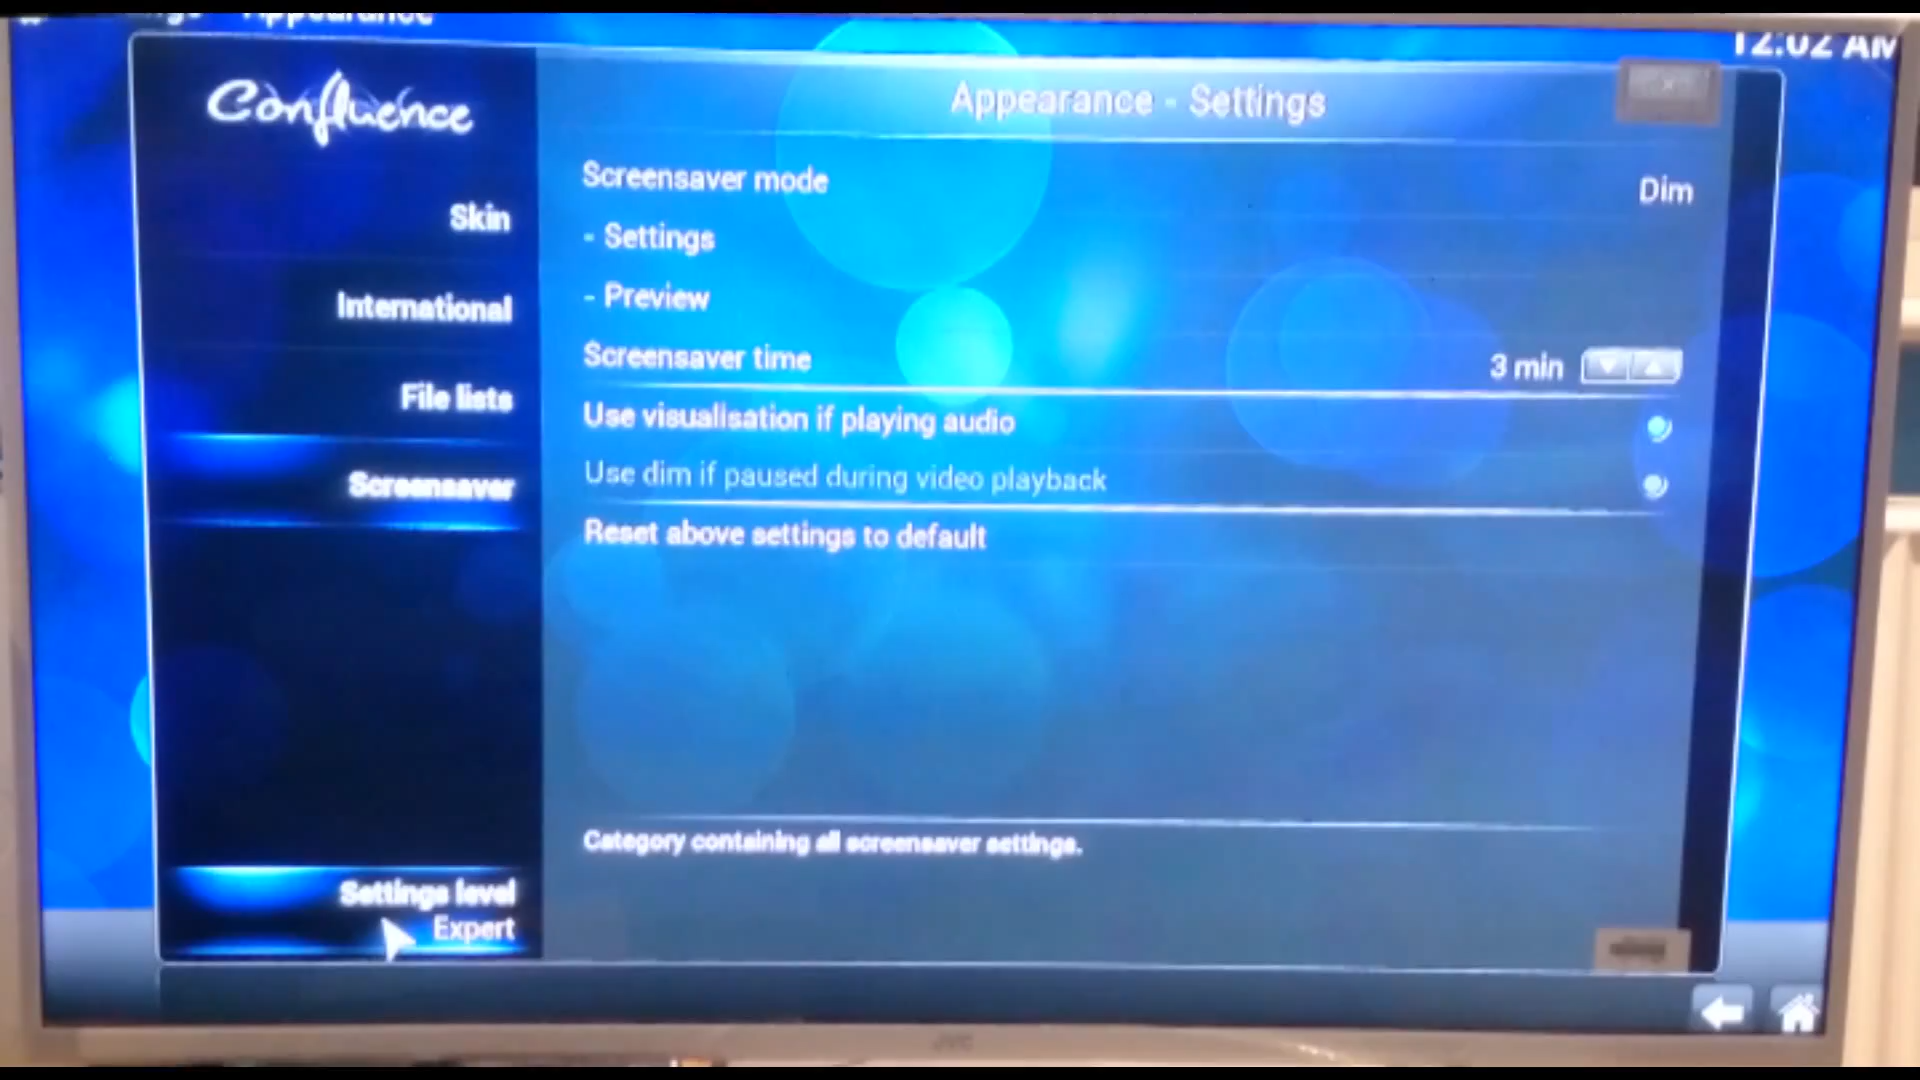 Appearance
12:02 AM
Confluence
Appearance - Settings
Skin
International
File lists
Screensaver
Screensaver mode
Dim
- Settings
- Preview
Screensaver time
3 min
Use visualisation if playing audio
Use dim if paused during video playback
Reset above settings to default
Category containing all screensaver settings.
Settings level
Expert
JVC